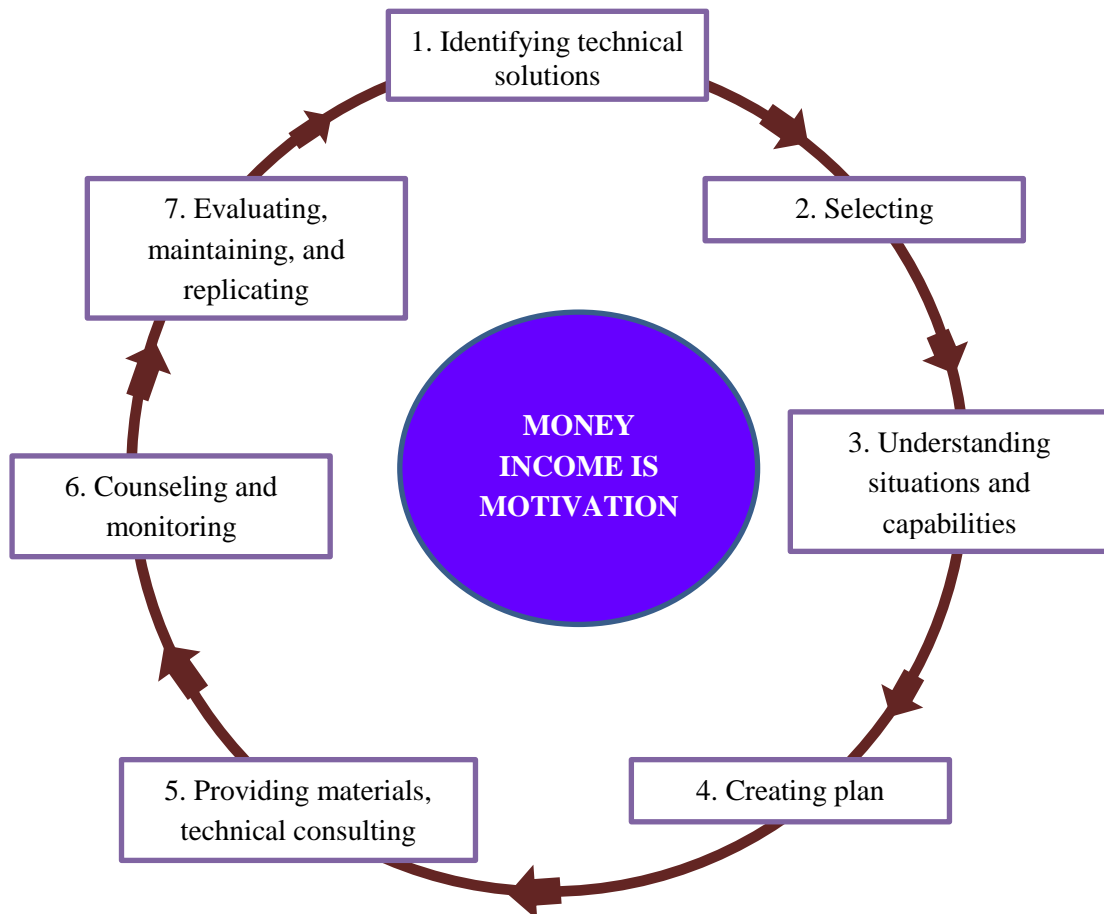 1. Identifying technical
solutions
2. Selecting
3. Understanding
situations and
capabilities
4. Creating plan
5. Providing materials,
technical consulting
6. Counseling and
monitoring
7. Evaluating,
maintaining, and
replicating
MONEY
INCOME IS
MOTIVATION